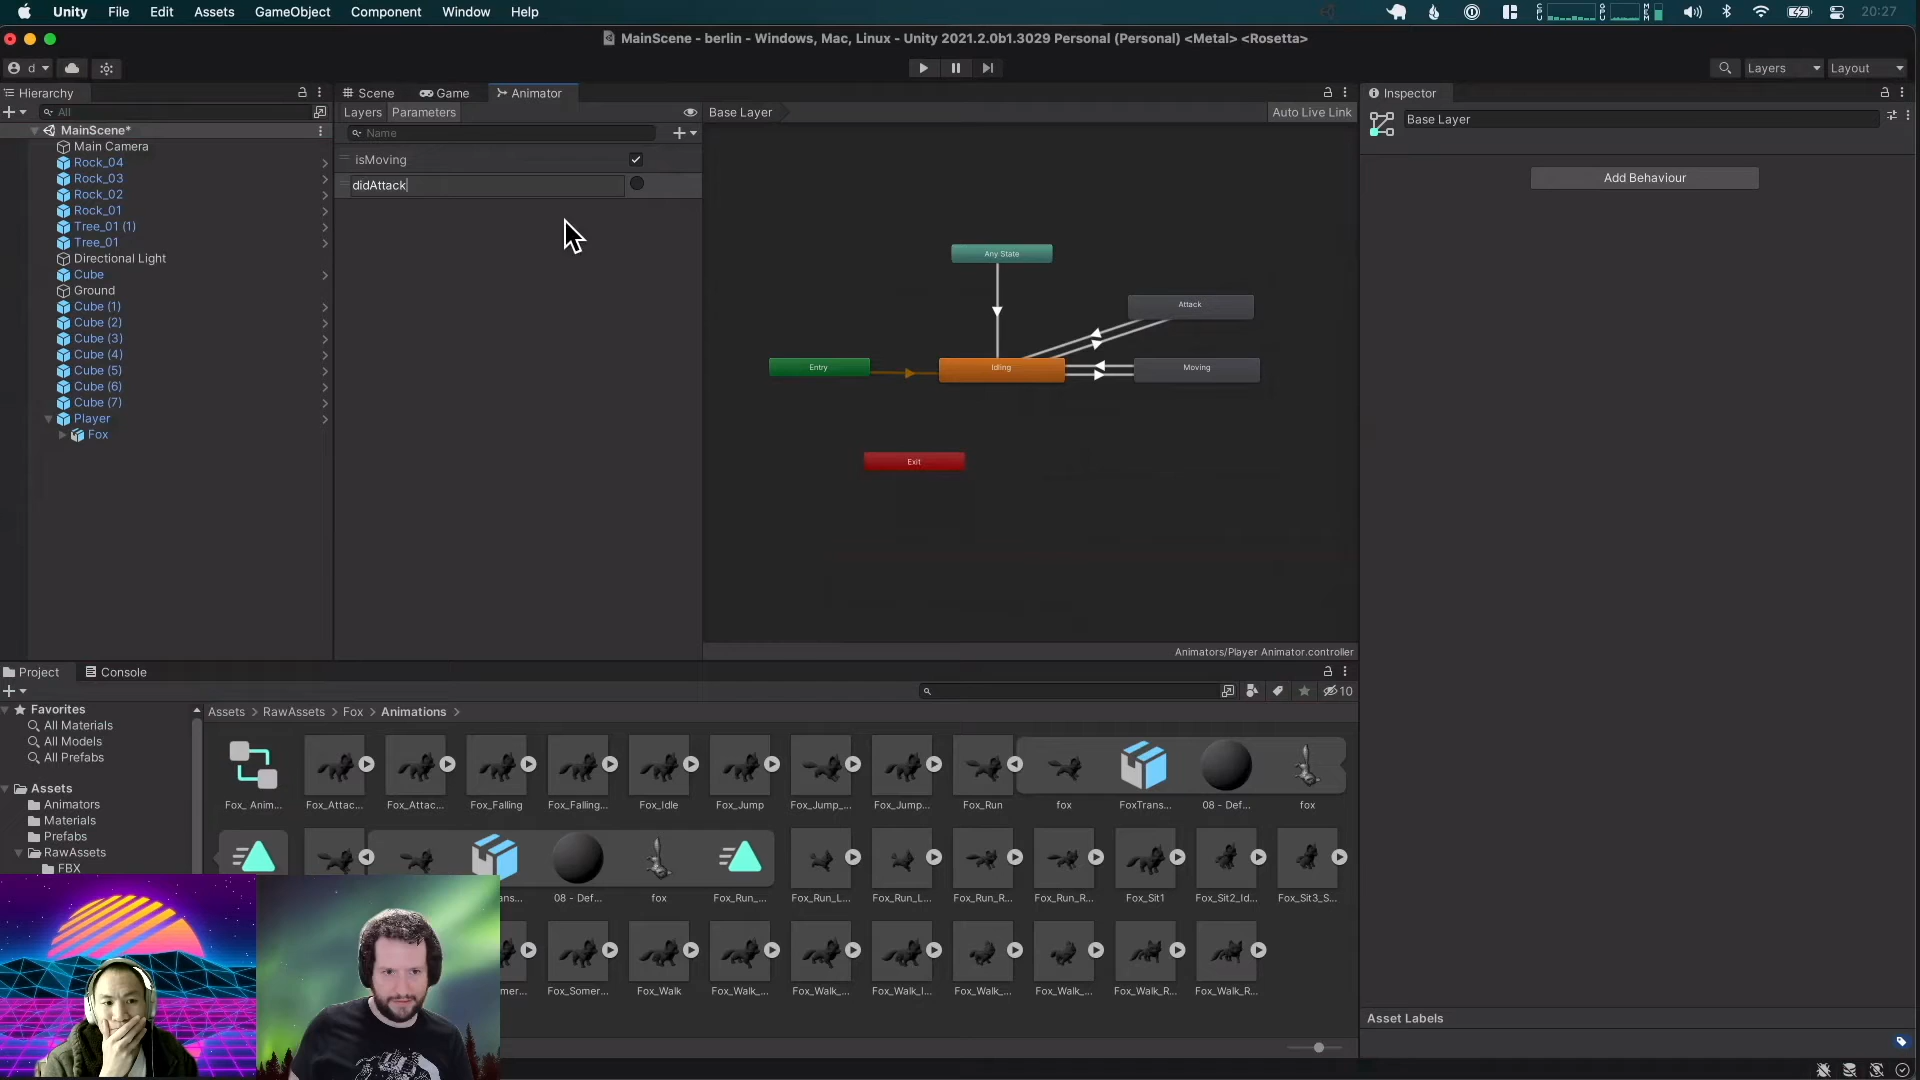 Unity File Edit Assets GameObject Component Window Help 20:27
MainScene - berlin - Windows, Mac, Linux - Unity 2021.2.0b1.3029 Personal (Personal) <Metal> <Rosetta>
d Layers Layout
Hierarchy
All
MainScene*
Main Camera
Rock_04
Rock_03
Rock_02
Rock_01
Tree_01 (1)
Tree_01
Directional Light
Cube
Ground
Cube (1)
Cube (2)
Cube (3)
Cube (4)
Cube (5)
Cube (6)
Cube (7)
Player
Fox
Scene Game Animator
Layers Parameters
Name
isMoving
didAttack
Base Layer Auto Live Link
Any State
Attack
Entry Idling Moving
Exit
Animators/Player Animator.controller
Inspector
Base Layer
Add Behaviour
Asset Labels
Project Console
10
Favorites
All Materials
All Models
All Prefabs
Assets
Animators
Materials
Prefabs
RawAssets
FBX
Assets > RawAssets > Fox > Animations >
Fox_ Anim... Fox_Attac... Fox_Attac... Fox_Falling Fox_Falling... Fox_Idle Fox_Jump Fox_Jump_... Fox_Jump... Fox_Run fox FoxTrans... 08 - Def... fox
ans... 08 - Def... fox Fox_Run_... Fox_Run_L... Fox_Run_L... Fox_Run_R... Fox_Run_R... Fox_Sit1 Fox_Sit2_Id... Fox_Sit3_S...
mer... Fox_Somer... Fox_Walk Fox_Walk_... Fox_Walk_... Fox_Walk_I... Fox_Walk_... Fox_Walk_... Fox_Walk_R... Fox_Walk_R...